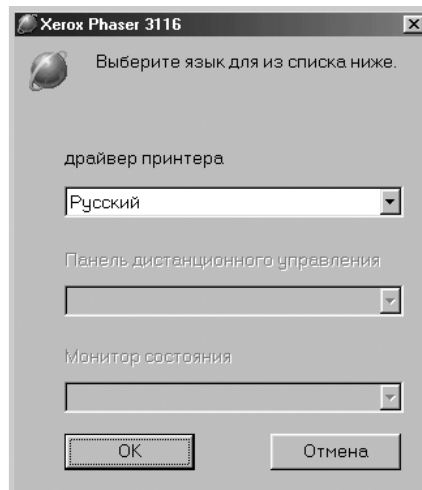 Xerox Phaser 3116
Выберите язык для из списка ниже.
драйвер принтера
Русский
Панель дистанционного управления
Монитор состояния
OK
Отмена